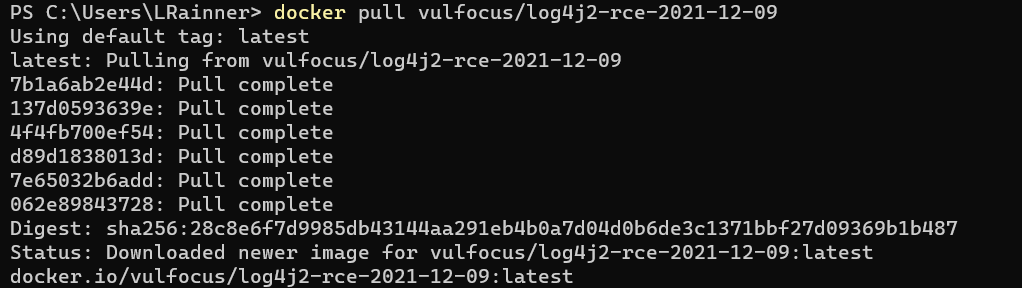 PS C:\Users\LRainner> docker pull vulfocus/log4j2-rce-2021-12-09
Using default tag: latest
latest: Pulling from vulfocus/log4j2-rce-2021-12-09
7b1a6ab2e44d: Pull complete
137d0593639e: Pull complete
4f4fb700ef54: Pull complete
d89d1838013d: Pull complete
7e65032b6add: Pull complete
062e89843728: Pull complete
Digest: sha256:28c8e6f7d9985db43144aa291eb4b0a7d04d0b6de3c1371bbf27d09369b1b487
Status: Downloaded newer image for vulfocus/log4j2-rce-2021-12-09:latest
docker.io/vulfocus/log4j2-rce-2021-12-09:latest